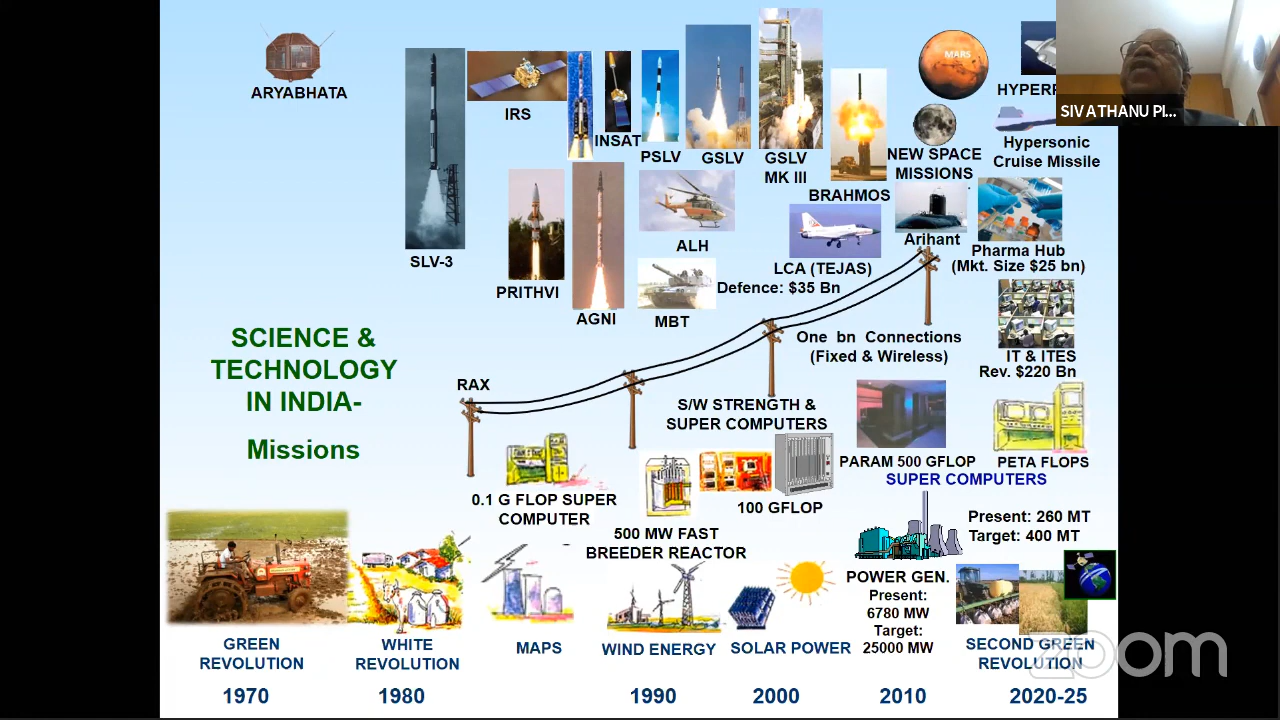 ARYABHATA
SLV-3
IRS
INSAT
PSLV
GSLV
GSLV
MK III
BRAHMOS
MARS
NEW SPACE
MISSIONS
Hypersonic
Cruise Missile
SIVATHANU PI...
PRITHVI
AGNI
ALH
MBT
LCA (TEJAS)
Defence: $35 Bn
Arihant
Pharma Hub
(Mkt. Size $25 bn)
SCIENCE &
TECHNOLOGY
IN INDIA-
Missions
RAX
One bn Connections
(Fixed & Wireless)
IT & ITES
Rev. $220 Bn
S/W STRENGTH &
SUPER COMPUTERS
0.1 G FLOP SUPER
COMPUTER
500 MW FAST
BREEDER REACTOR
100 GFLOP
PARAM 500 GFLOP
PETA FLOPS
SUPER COMPUTERS
Present: 260 MT
Target: 400 MT
POWER GEN.
Present:
6780 MW
Target:
25000 MW
GREEN
REVOLUTION
WHITE
REVOLUTION
MAPS
WIND ENERGY
SOLAR POWER
SECOND GREEN
REVOLUTION
zoom
1970
1980
1990
2000
2010
2020-25